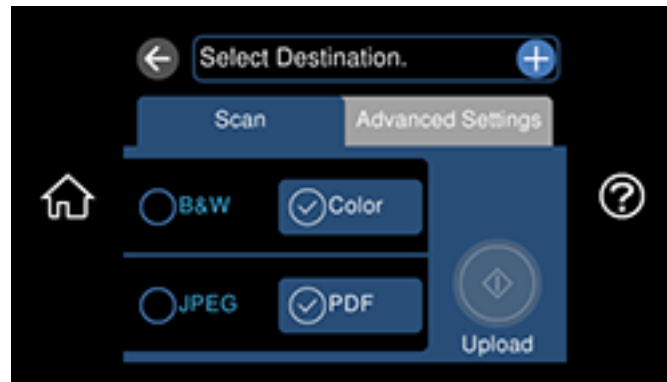 Select Destination.
Scan
Advanced Settings
B&W
Color
JPEG
PDF
Upload